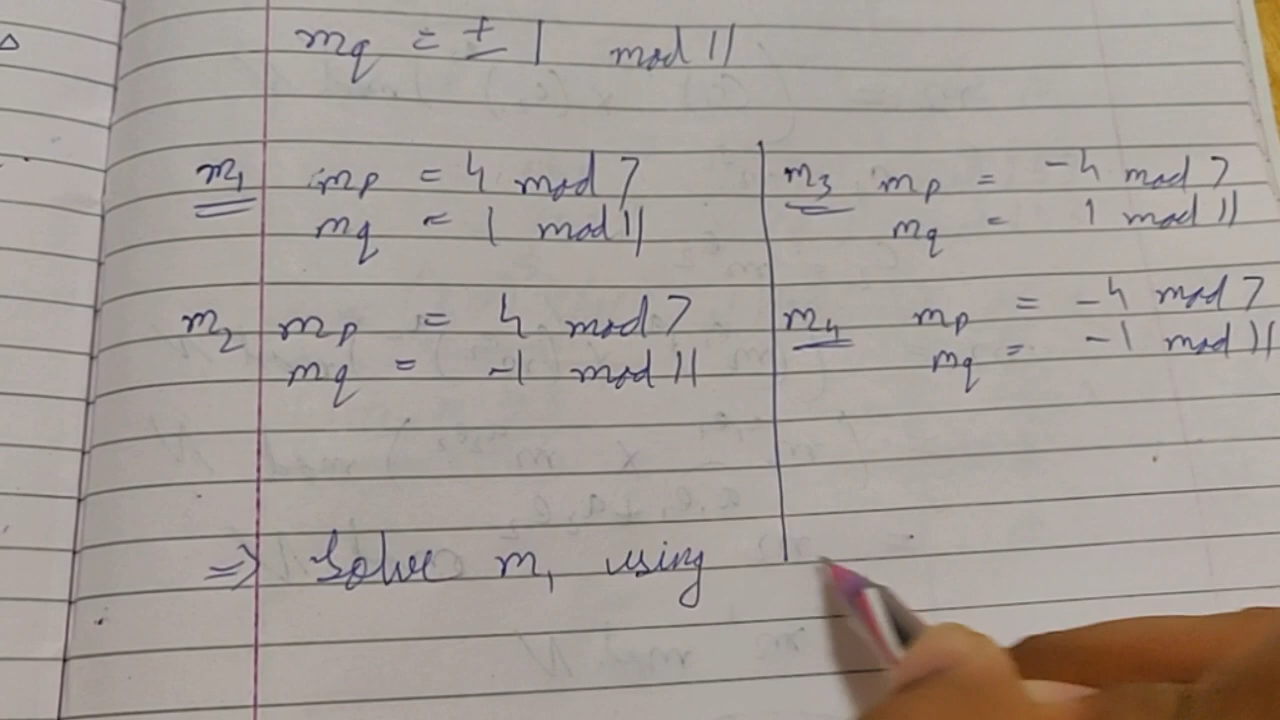 mq = ± 1 mod 11
m1 mp = 4 mod 7
mq = 1 mod 11
m2 mp = 4 mod 7
mq = -1 mod 11
m3 mp = -4 mod 7
mq = 1 mod 11
m4 mp = -4 mod 7
mq = -1 mod 11
=> Solve m1 using